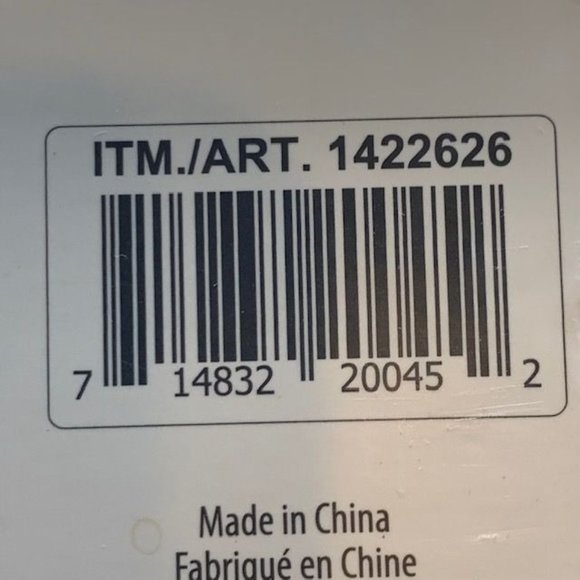 ITM./ART. 1422626
7 14832 20045 2
Made in China
Fabriqué en Chine